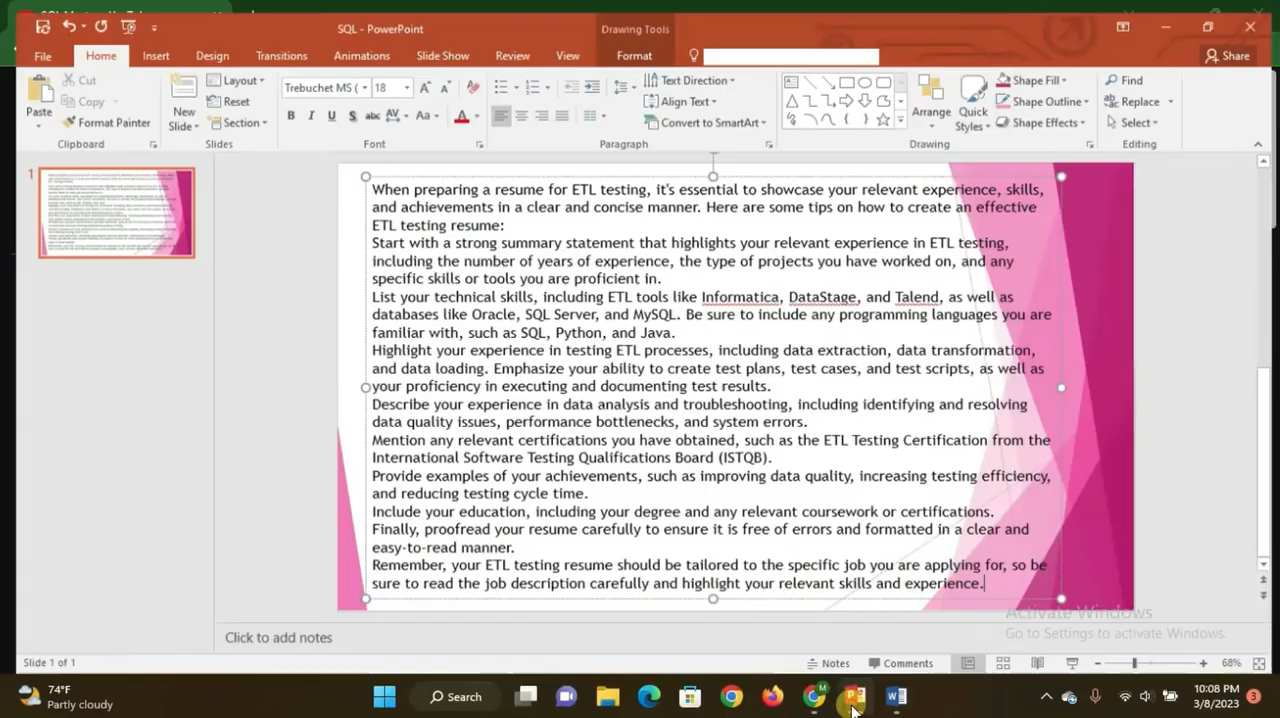 SQL - PowerPoint
Drawing Tools
File Home Insert Design Transitions Animations Slide Show Review View Format Share
Paste
Cut
Copy
Format Painter
Clipboard
New Slide
Layout
Reset
Section
Slides
Trebuchet MS ( 18
B I U S abc AV Aa A
Font
Text Direction
Align Text
Convert to SmartArt
Paragraph
Arrange
Quick Styles
Shape Fill
Shape Outline
Shape Effects
Drawing
Find
Replace
Select
Editing
1
When preparing a resume for ETL testing, it's essential to showcase your relevant experience, skills,
and achievements in a clear and concise manner. Here are some on how to create an effective
ETL testing resume:
Start with a strong summary statement that highlights your relevant experience in ETL testing,
including the number of years of experience, the type of projects you have worked on, and any
specific skills or tools you are proficient in.
List your technical skills, including ETL tools like Informatica, DataStage, and Talend, as well as
databases like Oracle, SQL Server, and MySQL. Be sure to include any programming languages you are
familiar with, such as SQL, Python, and Java.
Highlight your experience in testing ETL processes, including data extraction, data transformation,
and data loading. Emphasize your ability to create test plans, test cases, and test scripts, as well as
your proficiency in executing and documenting test results.
Describe your experience in data analysis and troubleshooting, including identifying and resolving
data quality issues, performance bottlenecks, and system errors.
Mention any relevant certifications you have obtained, such as the ETL Testing Certification from the
International Software Testing Qualifications Board (ISTQB).
Provide examples of your achievements, such as improving data quality, increasing testing efficiency,
and reducing testing cycle time.
Include your education, including your degree and any relevant coursework or certifications.
Finally, proofread your resume carefully to ensure it is free of errors and formatted in a clear and
easy-to-read manner.
Remember, your ETL testing resume should be tailored to the specific job you are applying for, so be
sure to read the job description carefully and highlight your relevant skills and experience.
Activate Windows
Go to Settings to activate Windows.
Click to add notes
Slide 1 of 1
Notes
Comments
68%
74°F
Partly cloudy
Search
10:08 PM
3/8/2023
3